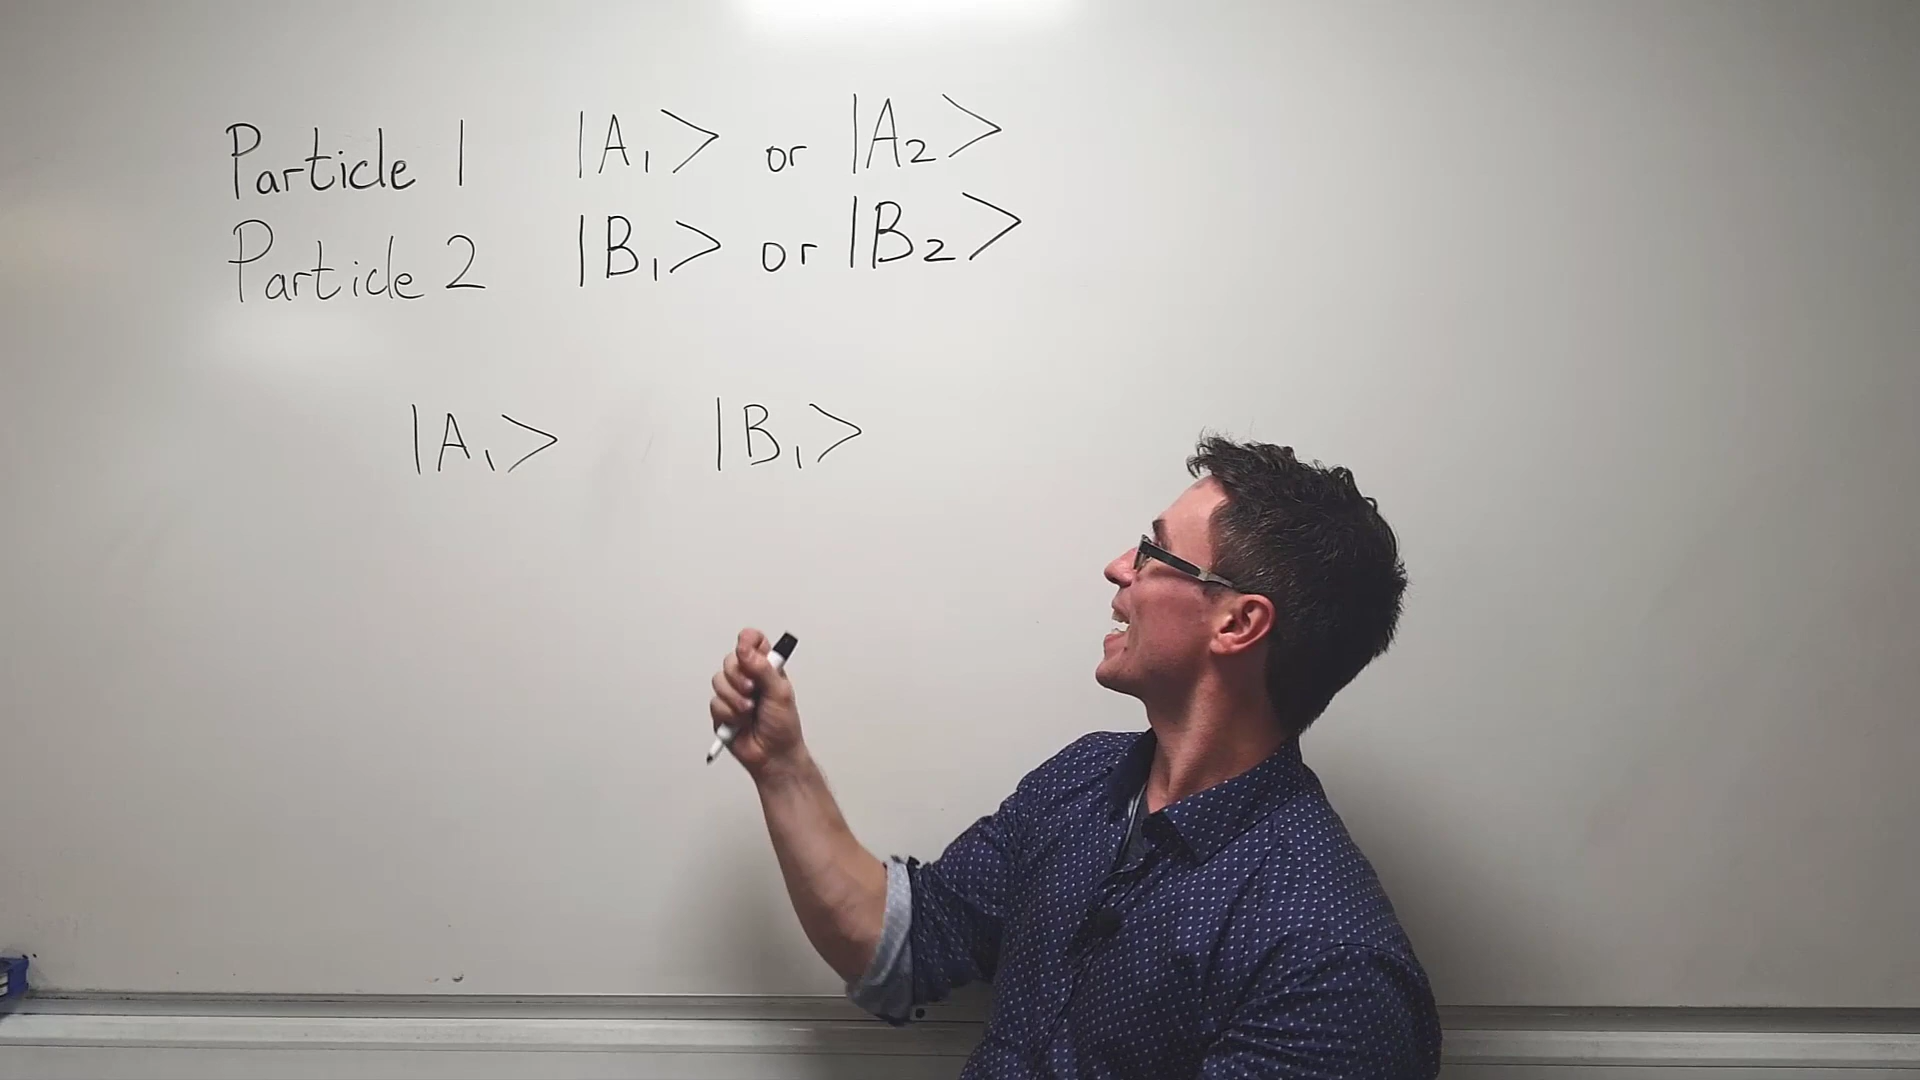 Particle 1 |A₁> or |A₂>
Particle 2 |B₁> or |B₂>
|A₁> |B₁>